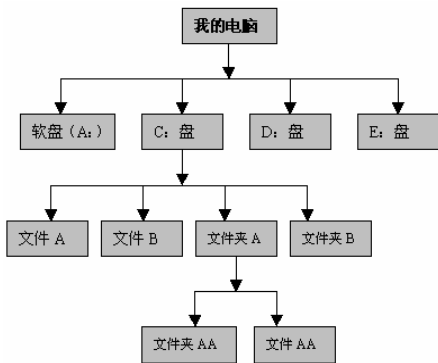 我的电脑
软盘（A：）
C：盘
D：盘
E：盘
文件 A
文件 B
文件夹 A
文件夹 B
文件夹 AA
文件 AA